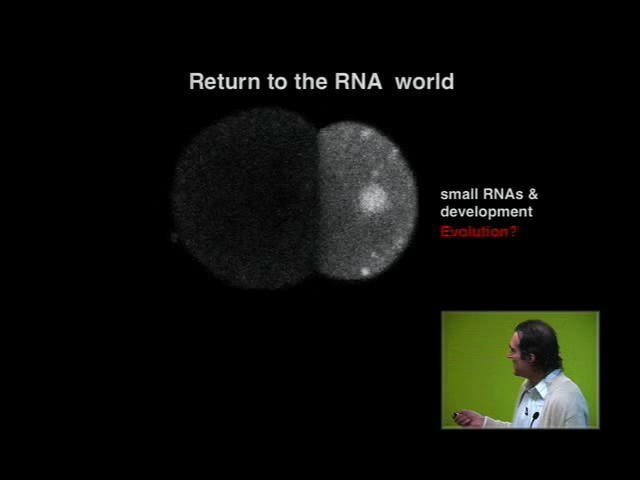 Return to the RNA world
small RNAs &
development
Evolution?